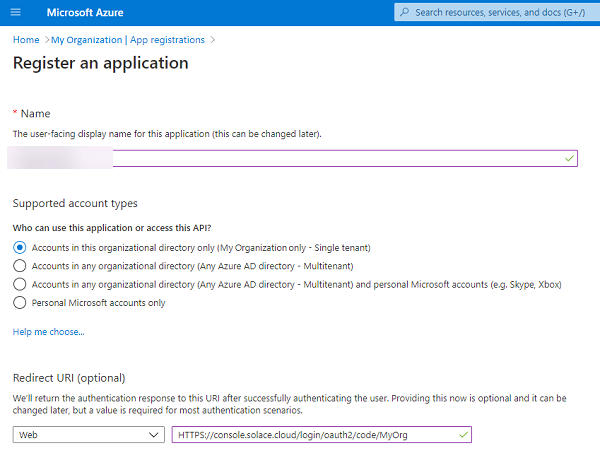 Microsoft Azure
Search resources, services, and docs (G+/)
Home > My Organization | App registrations >
Register an application
* Name
The user-facing display name for this application (this can be changed later).
Supported account types
Who can use this application or access this API?
Accounts in this organizational directory only (My Organization only - Single tenant)
Accounts in any organizational directory (Any Azure AD directory - Multitenant)
Accounts in any organizational directory (Any Azure AD directory - Multitenant) and personal Microsoft accounts (e.g. Skype, Xbox)
Personal Microsoft accounts only
Help me choose...
Redirect URI (optional)
We'll return the authentication response to this URI after successfully authenticating the user. Providing this now is optional and it can be
changed later, but a value is required for most authentication scenarios.
Web
HTTPS://console.solace.cloud/login/oauth2/code/MyOrg